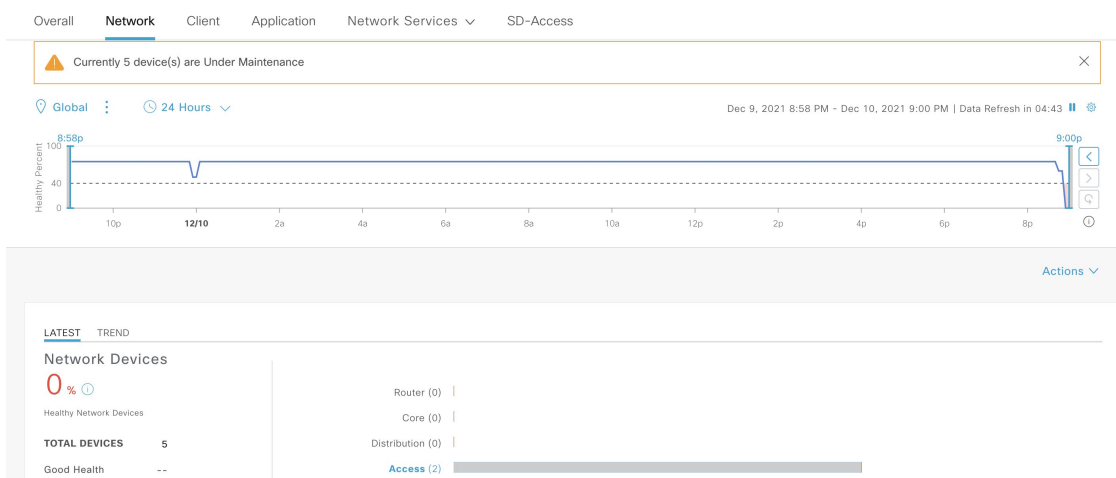 Overall Network Client Application Network Services SD-Access
Currently 5 device(s) are Under Maintenance
Global 24 Hours Dec 9, 2021 8:58 PM - Dec 10, 2021 9:00 PM | Data Refresh in 04:43
8:58p 9:00p
Healthy Percent
100
40
0
10p 12/10 2a 4a 6a 8a 10a 12p 2p 4p 6p 8p
Actions
LATEST TREND
Network Devices
0 %
Healthy Network Devices
TOTAL DEVICES 5
Good Health --
Router (0)
Core (0)
Distribution (0)
Access (2)